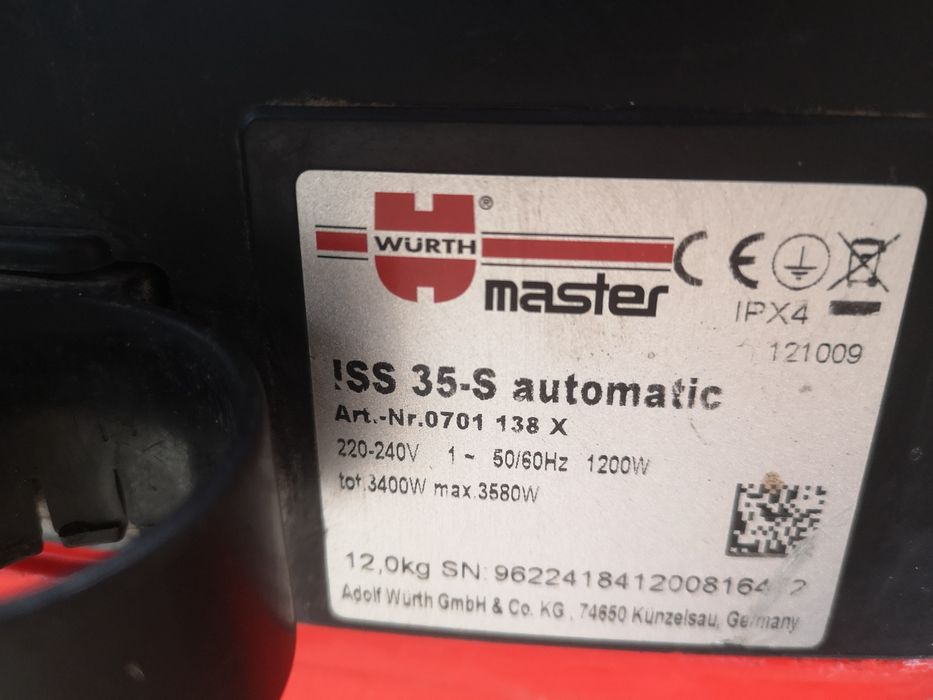 WÜRTH ®
master
CE
IPX4
121009
ISS 35-S automatic
Art.-Nr.0701 138 X
220-240V 1 ~ 50/60Hz 1200W
tot.3400W max.3580W
12,0kg SN:
Adolf Würth GmbH & Co. KG , 74650 Künzelsau, Germany